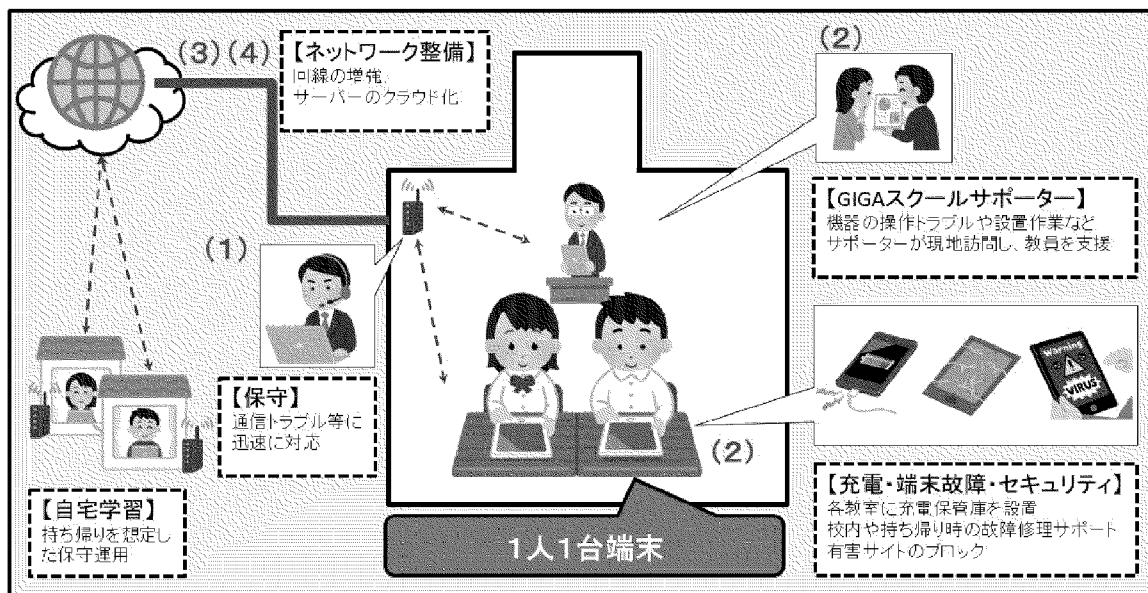 (3)(4)
【ネットワーク整備】
回線の増強、
サーバーのクラウド化
(2)
【GIGAスクールサポーター】
機器の操作トラブルや設置作業など
サポーターが現地訪問し、教員を支援
(1)
【保守】
通信トラブル等に
迅速に対応
【自宅学習】
持ち帰りを想定し
た保守運用
(2)
Warning
VIRUS
【充電・端末故障・セキュリティ】
各教室に充電保管庫を設置
校内や持ち帰り時の故障修理サポート
有害サイトのブロック
1人1台端末